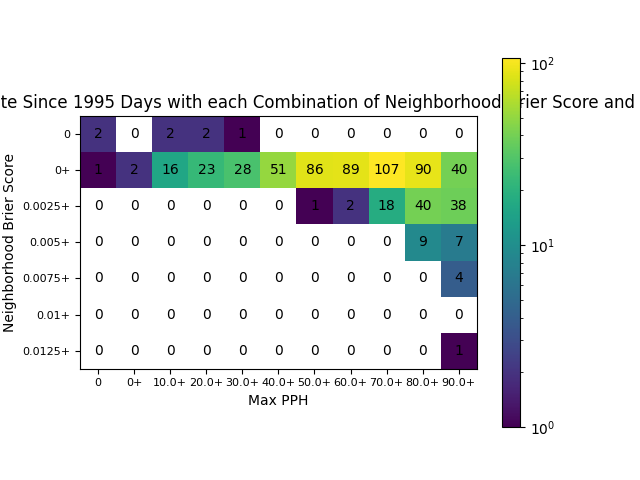 te Since 1995 Days with each Combination of Neighborhood Brier Score and
Neighborhood Brier Score
0 2 0 2 2 1 0 0 0 0 0 0
0+ 1 2 16 23 28 51 86 89 107 90 40
0.0025+ 0 0 0 0 0 0 1 2 18 40 38
0.005+ 0 0 0 0 0 0 0 0 0 9 7
0.0075+ 0 0 0 0 0 0 0 0 0 0 4
0.01+ 0 0 0 0 0 0 0 0 0 0 0
0.0125+ 0 0 0 0 0 0 0 0 0 0 1
0 0+ 10.0+ 20.0+ 30.0+ 40.0+ 50.0+ 60.0+ 70.0+ 80.0+ 90.0+
Max PPH
10²
10¹
10⁰